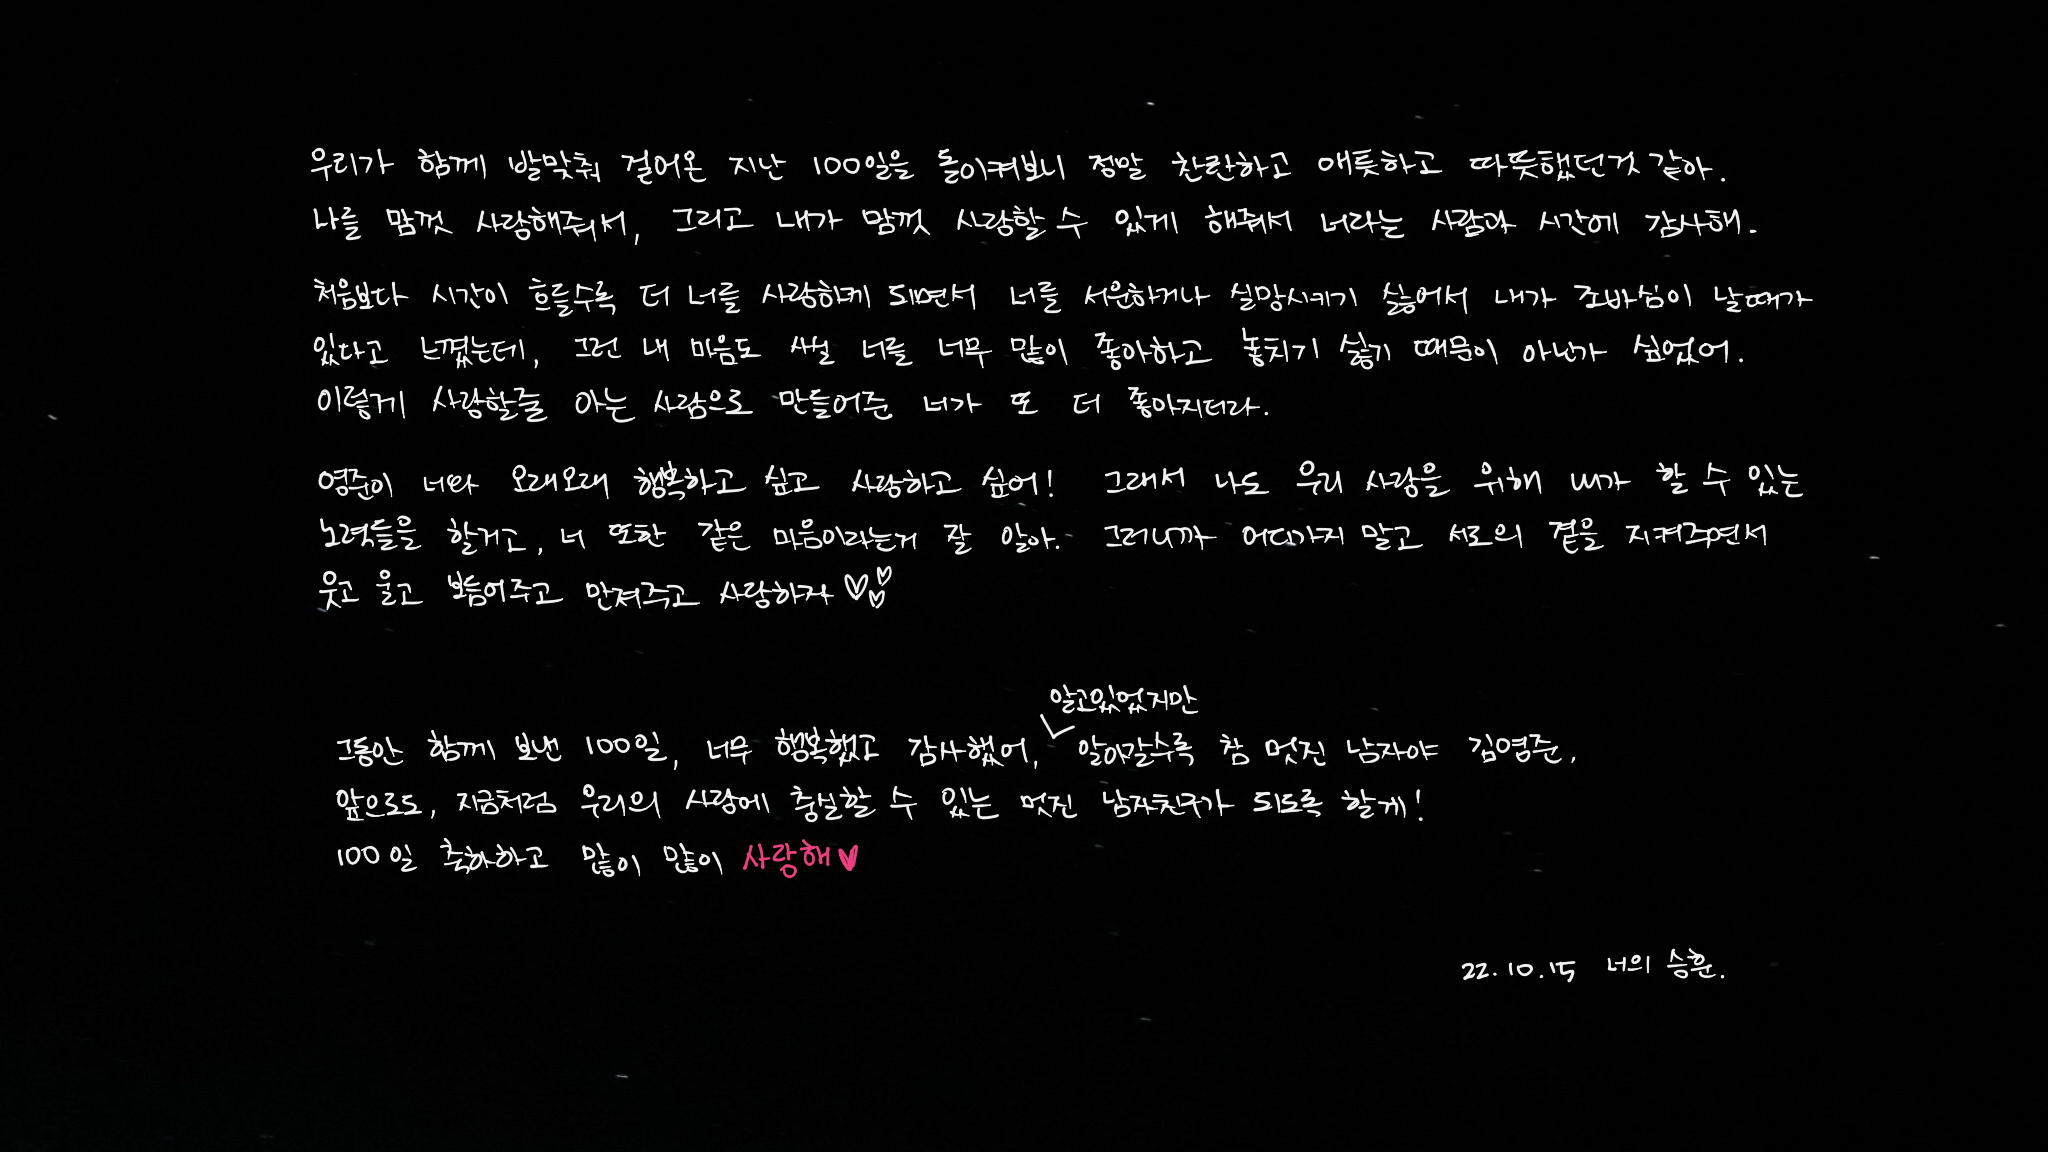 우리가 함께 발맞춰 걸어온 지난 100일을 돌이켜보니 정말 찬란하고 애틋하고 따뜻했던것 같아.
나를 맘껏 사랑해줘서, 그리고 내가 맘껏 사랑할 수 있게 해줘서 너라는 사람과 시간에 감사해.
처음보다 시간이 흐를수록 더 너를 사랑하게 되면서 너를 서운하거나 실망시키기 싫어서 내가 조바심이 날때가
있다고 느꼈는데, 그런 내 마음도 사실 너를 너무 많이 좋아하고 놓치기 싫기 때문이 아닌가 싶었어.
이렇게 사랑할줄 아는 사람으로 만들어준 너가 또 더 좋아지더라.
영준이 너와 오래오래 행복하고 싶고 사랑하고 싶어! 그래서 나도 우리 사랑을 위해 내가 할 수 있는
노력들을 할거고, 너 또한 같은 마음이라는거 잘 알아. 그러니까 어디가지 말고 서로의 곁을 지켜주면서
웃고 울고 보듬어주고 만져주고 사랑하자 ♡♡♡
알고있었지만
그동안 함께 보낸 100일, 너무 행복했고 감사했어, 알아갈수록 참 멋진 남자야 김영준.
앞으로도, 지금처럼 우리의 사랑에 충실할 수 있는 멋진 남자친구가 되도록 할게!
100일 축하하고 많이 많이 사랑해♥
22.10.15 너의 승훈.